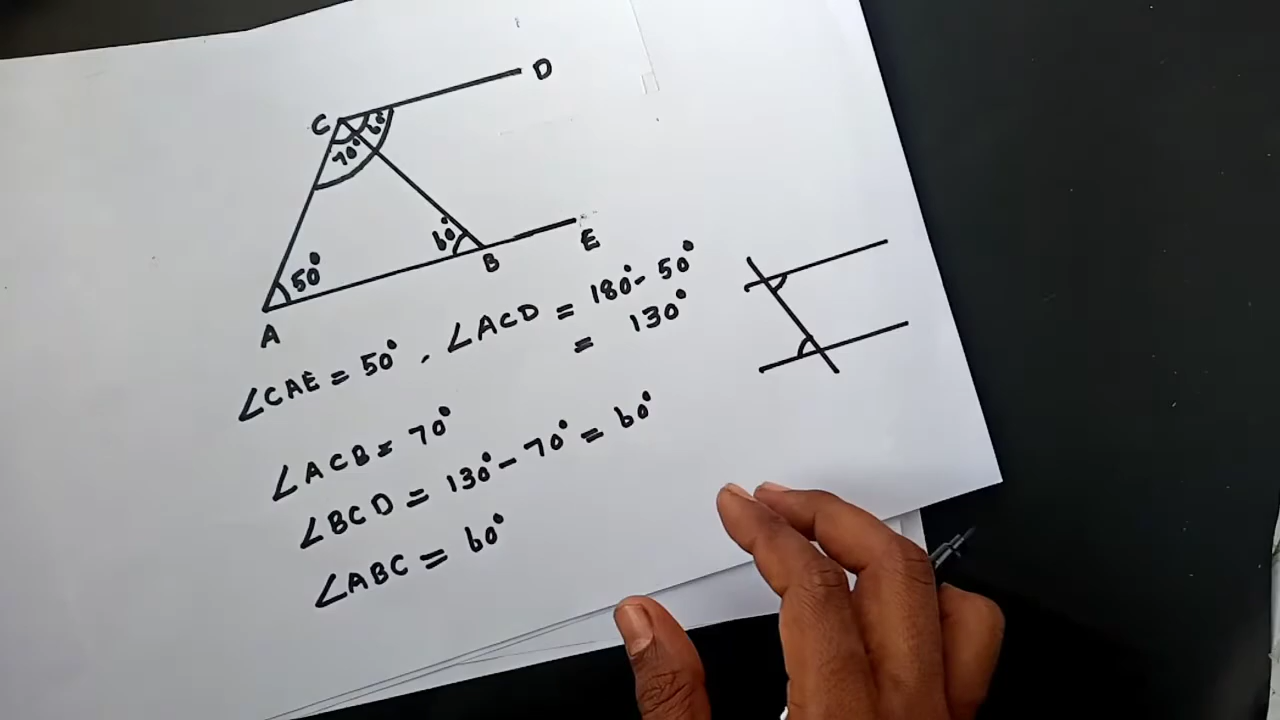 D
C
60°
70°
60°
E
B
50°
A
∠CAE = 50°, ∠ACD = 180° - 50°
= 130°
∠ACB = 70°
∠BCD = 130° - 70° = 60°
∠ABC = 60°